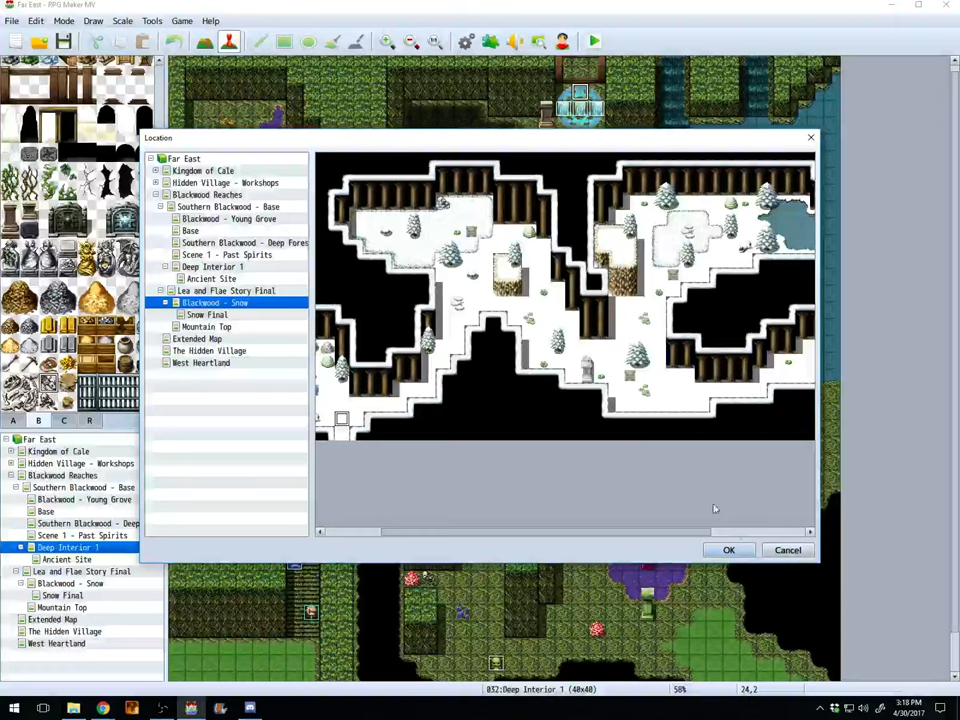 Far East - RPG Maker MV
File Edit Mode Draw Scale Tools Game Help
Location
Far East
Kingdom of Cale
Hidden Village - Workshops
Blackwood Reaches
Southern Blackwood - Base
Blackwood - Young Grove
Base
Southern Blackwood - Deep Fores
Scene 1 - Past Spirits
Deep Interior 1
Ancient Site
Lea and Flae Story Final
Blackwood - Snow
Snow Final
Mountain Top
Extended Map
The Hidden Village
West Heartland
OK Cancel
A B C R
Far East
Kingdom of Cale
Hidden Village - Workshops
Blackwood Reaches
Southern Blackwood - Base
Blackwood - Young Grove
Base
Southern Blackwood - Dee
Scene 1 - Past Spirits
Deep Interior 1
Ancient Site
Lea and Flae Story Final
Blackwood - Snow
Snow Final
Mountain Top
Extended Map
The Hidden Village
West Heartland
032:Deep Interior 1 (40x40) 58% 24,2
3:18 PM
4/30/2017